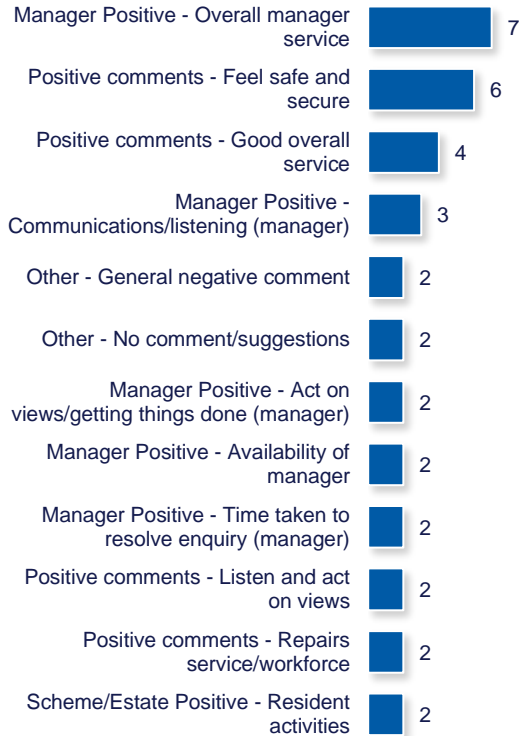 Manager Positive - Overall manager
service
7
Positive comments - Feel safe and
secure
6
Positive comments - Good overall
service
4
Manager Positive -
Communications/listening (manager)
3
Other - General negative comment
2
Other - No comment/suggestions
2
Manager Positive - Act on
views/getting things done (manager)
2
Manager Positive - Availability of
manager
2
Manager Positive - Time taken to
resolve enquiry (manager)
2
Positive comments - Listen and act
on views
2
Positive comments - Repairs
service/workforce
2
Scheme/Estate Positive - Resident
activities
2